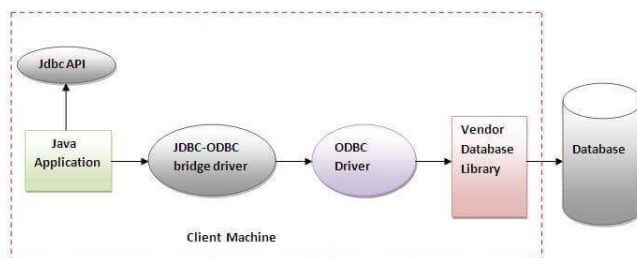 Jdbc API
Java
Application
JDBC-ODBC
bridge driver
ODBC
Driver
Vendor
Database
Library
Database
Client Machine